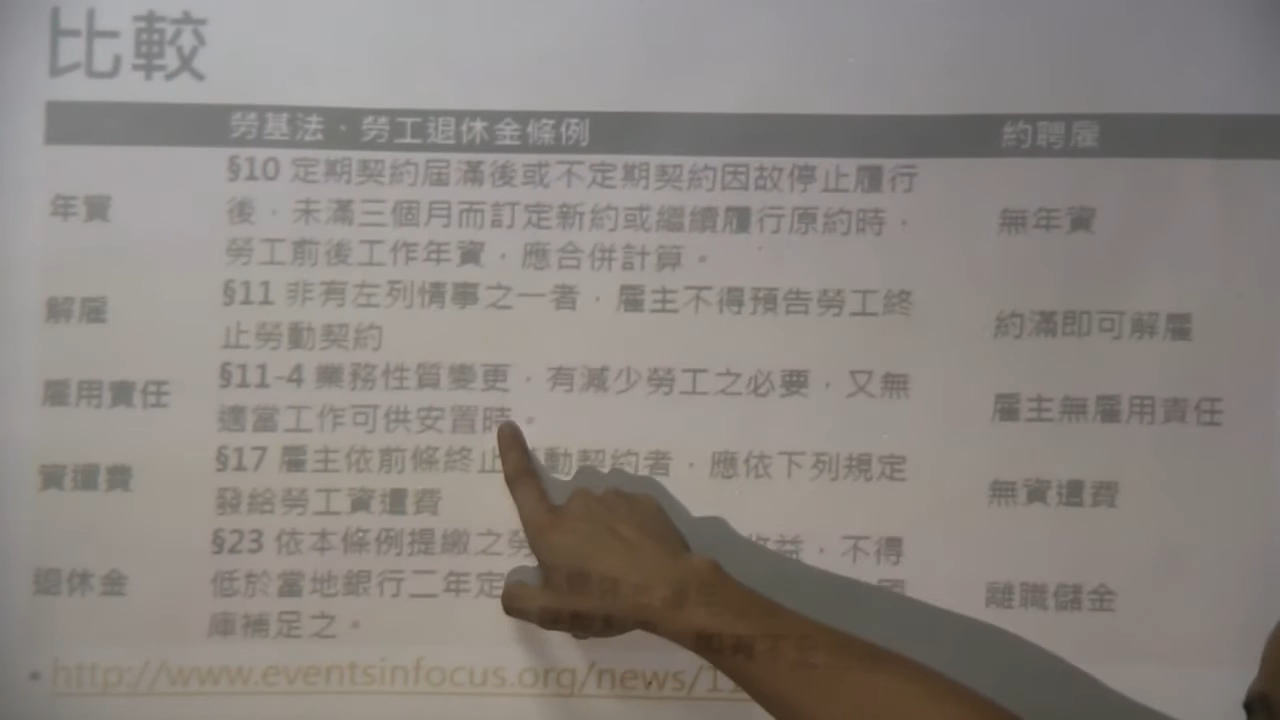 比較
勞基法、勞工退休金條例 約聘雇
年資 §10 定期契約屆滿後或不定期契約因故停止履行
後，未滿三個月而訂定新約或繼續履行原約時，
勞工前後工作年資，應合併計算。 無年資
解雇 §11 非有左列情事之一者，雇主不得預告勞工終
止勞動契約 約滿即可解雇
雇用責任 §11-4 業務性質變更，有減少勞工之必要，又無
適當工作可供安置時。 雇主無雇用責任
資遣費 §17 雇主依前條終止 動契約者，應依下列規定
發給勞工資遣費 無資遣費
§23 依本條例提繳之勞 收益，不得
退休金 低於當地銀行二年定 離職儲金
庫補足之。
• http://www.eventsinfocus.org/news/1